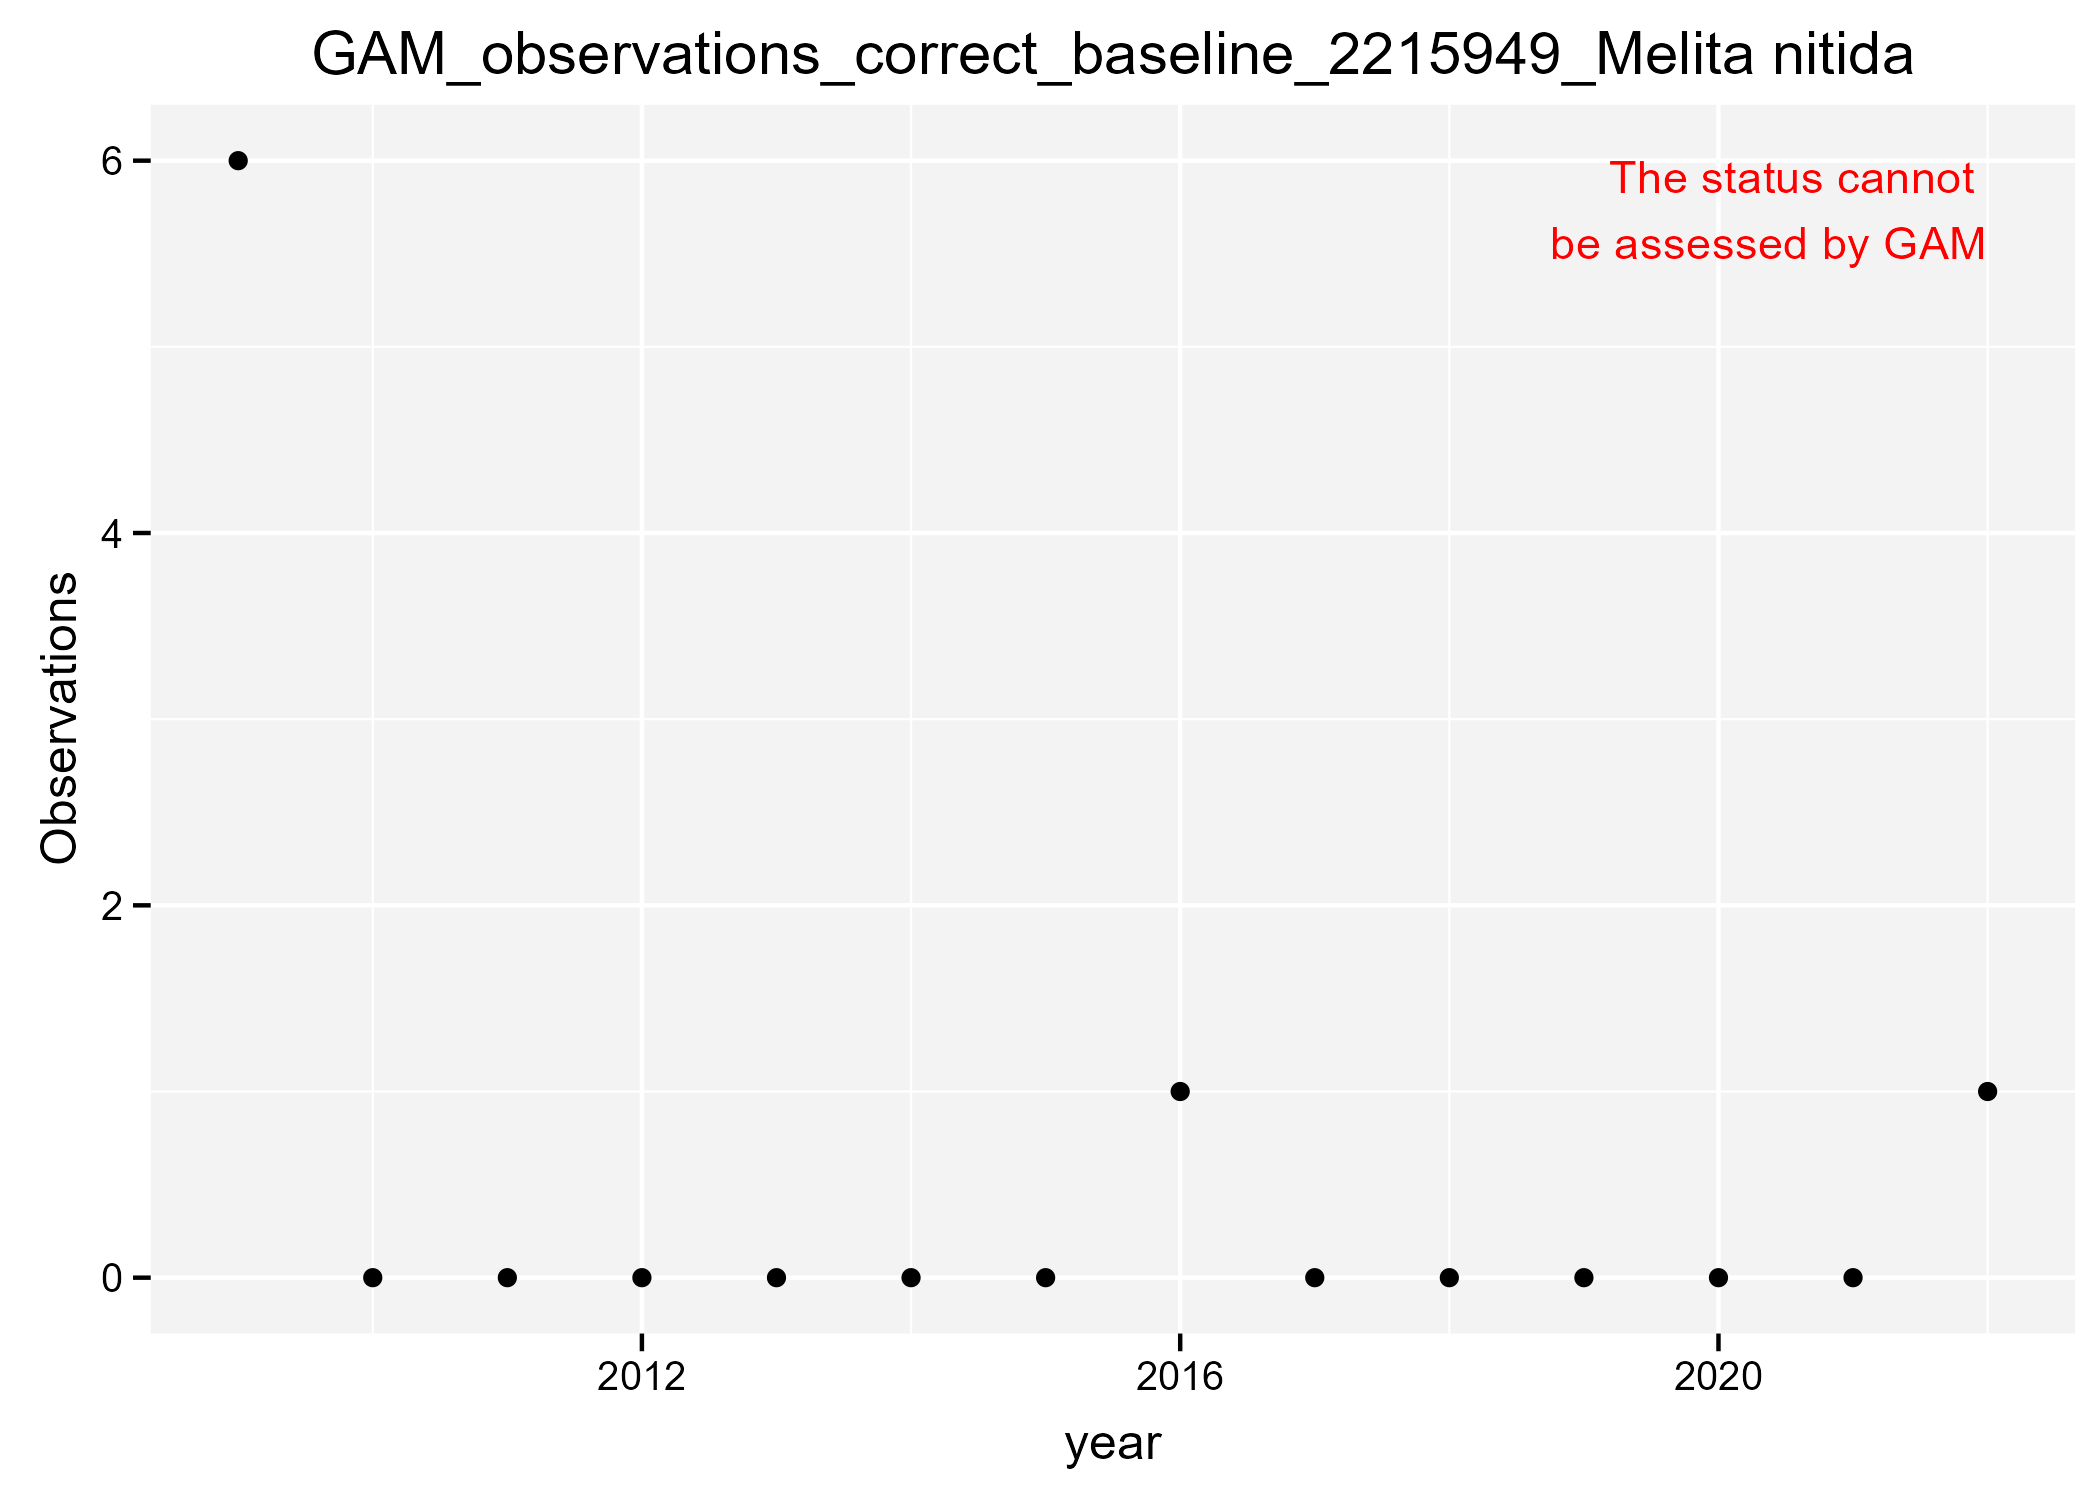 GAM_observations_correct_baseline_2215949_Melita nitida
The status cannot
be assessed by GAM
6
4
2
0
Observations
2012
2016
2020
year